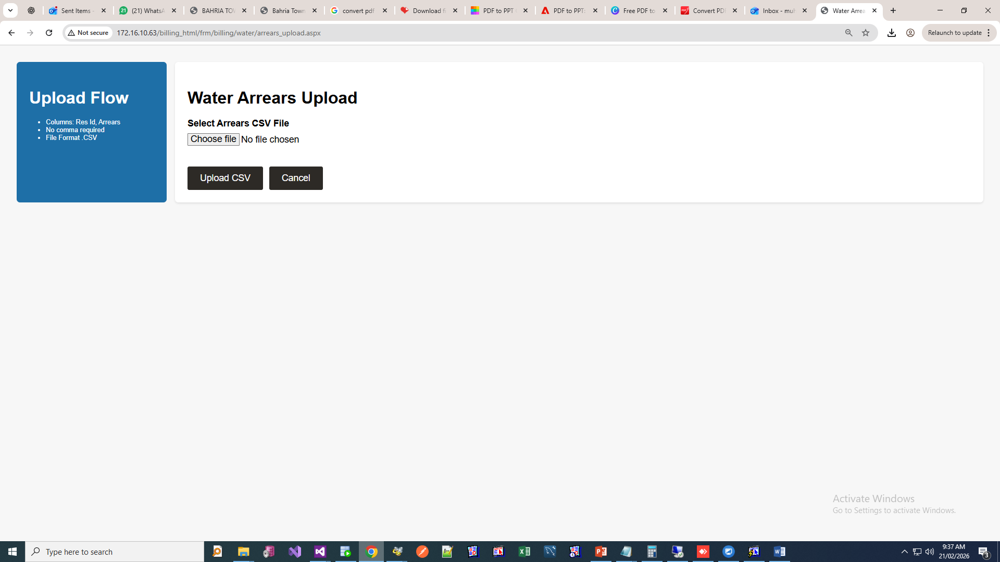 Sent Items -
(21) WhatsA
BAHRIA TOW
Bahria Town
convert pdf
Download fi
PDF to PPT
PDF to PPT:
Free PDF to
Convert PDF
Inbox - muh
Water Arrea
Not secure
172.16.10.63/billing_html/frm/billing/water/arrears_upload.aspx
Relaunch to update
Upload Flow
Columns: Res Id, Arrears
No comma required
File Format .CSV
Water Arrears Upload
Select Arrears CSV File
Choose file No file chosen
Upload CSV
Cancel
Activate Windows
Go to Settings to activate Windows.
Type here to search
9:37 AM
21/02/2026
3